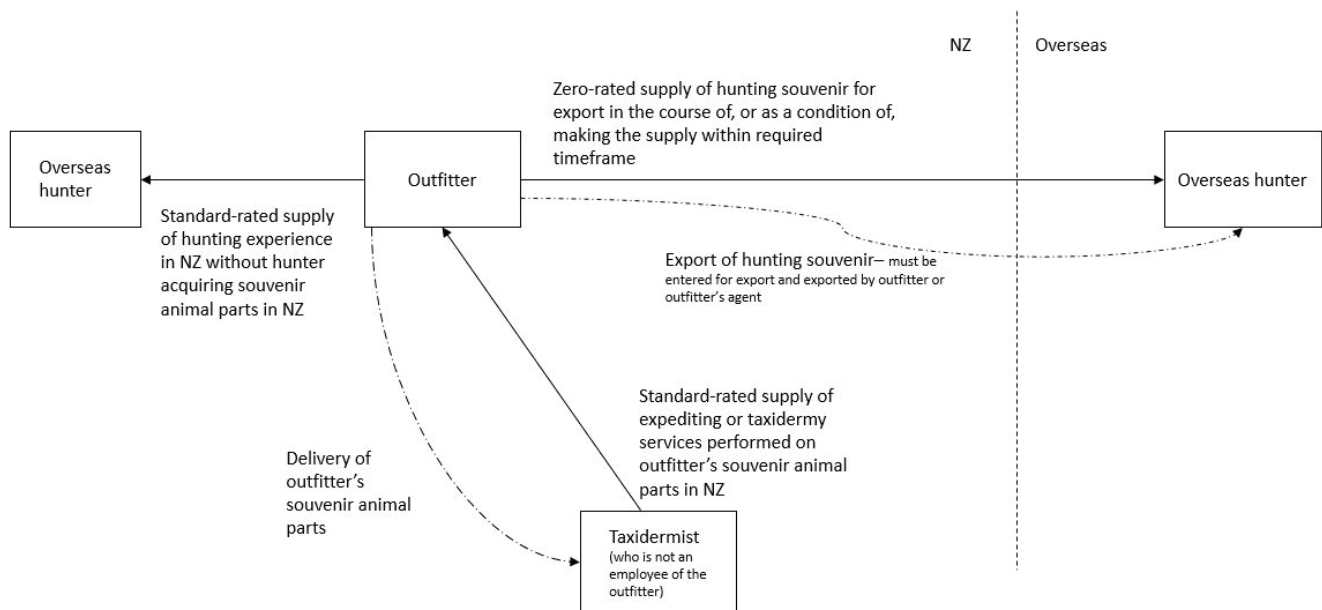 NZ
Overseas
Zero-rated supply of hunting souvenir for
export in the course of, or as a condition of,
making the supply within required
timeframe
Overseas
hunter
Outfitter
Overseas hunter
Standard-rated supply
of hunting experience
in NZ without hunter
acquiring souvenir
animal parts in NZ
Export of hunting souvenir– must be
entered for export and exported by outfitter or
outfitter’s agent
Standard-rated supply of
expediting or taxidermy
services performed on
outfitter’s souvenir animal
parts in NZ
Delivery of
outfitter’s
souvenir animal
parts
Taxidermist
(who is not an
employee of the
outfitter)